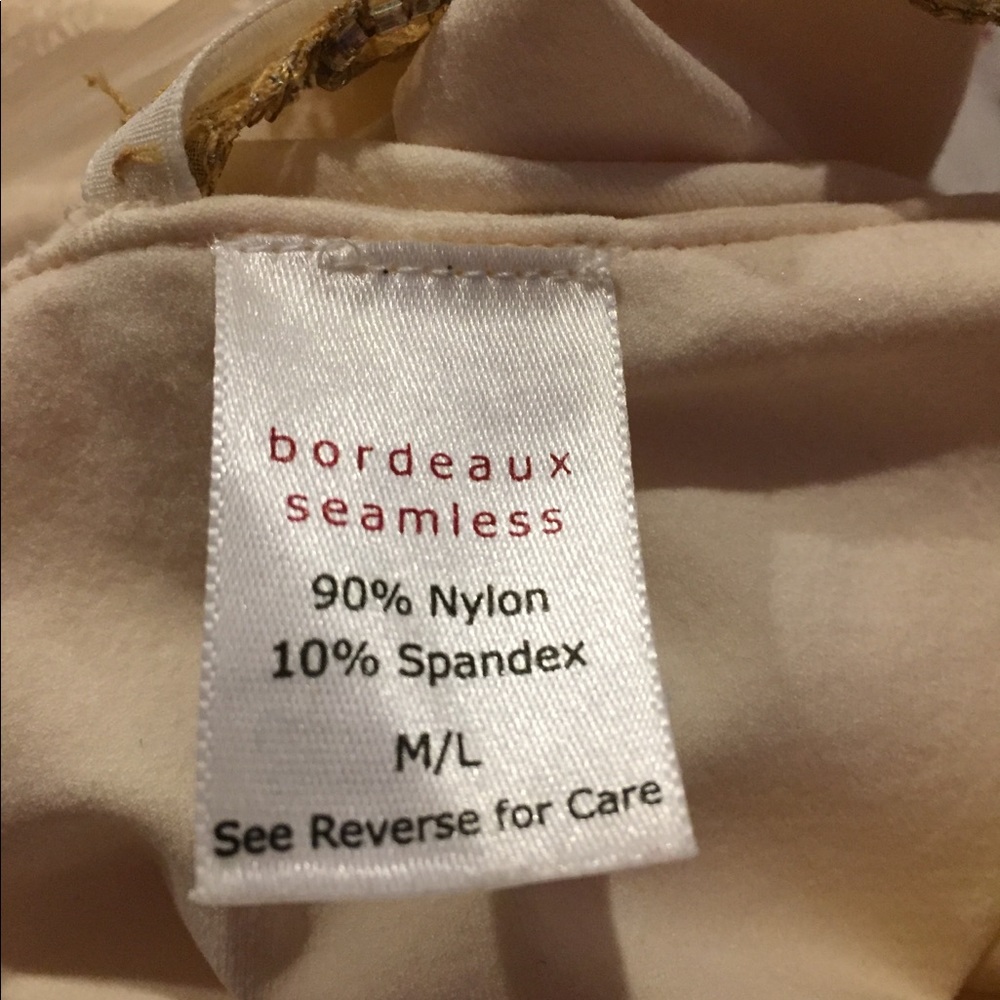 bordeaux
seamless
90% Nylon
10% Spandex
M/L
See Reverse for Care